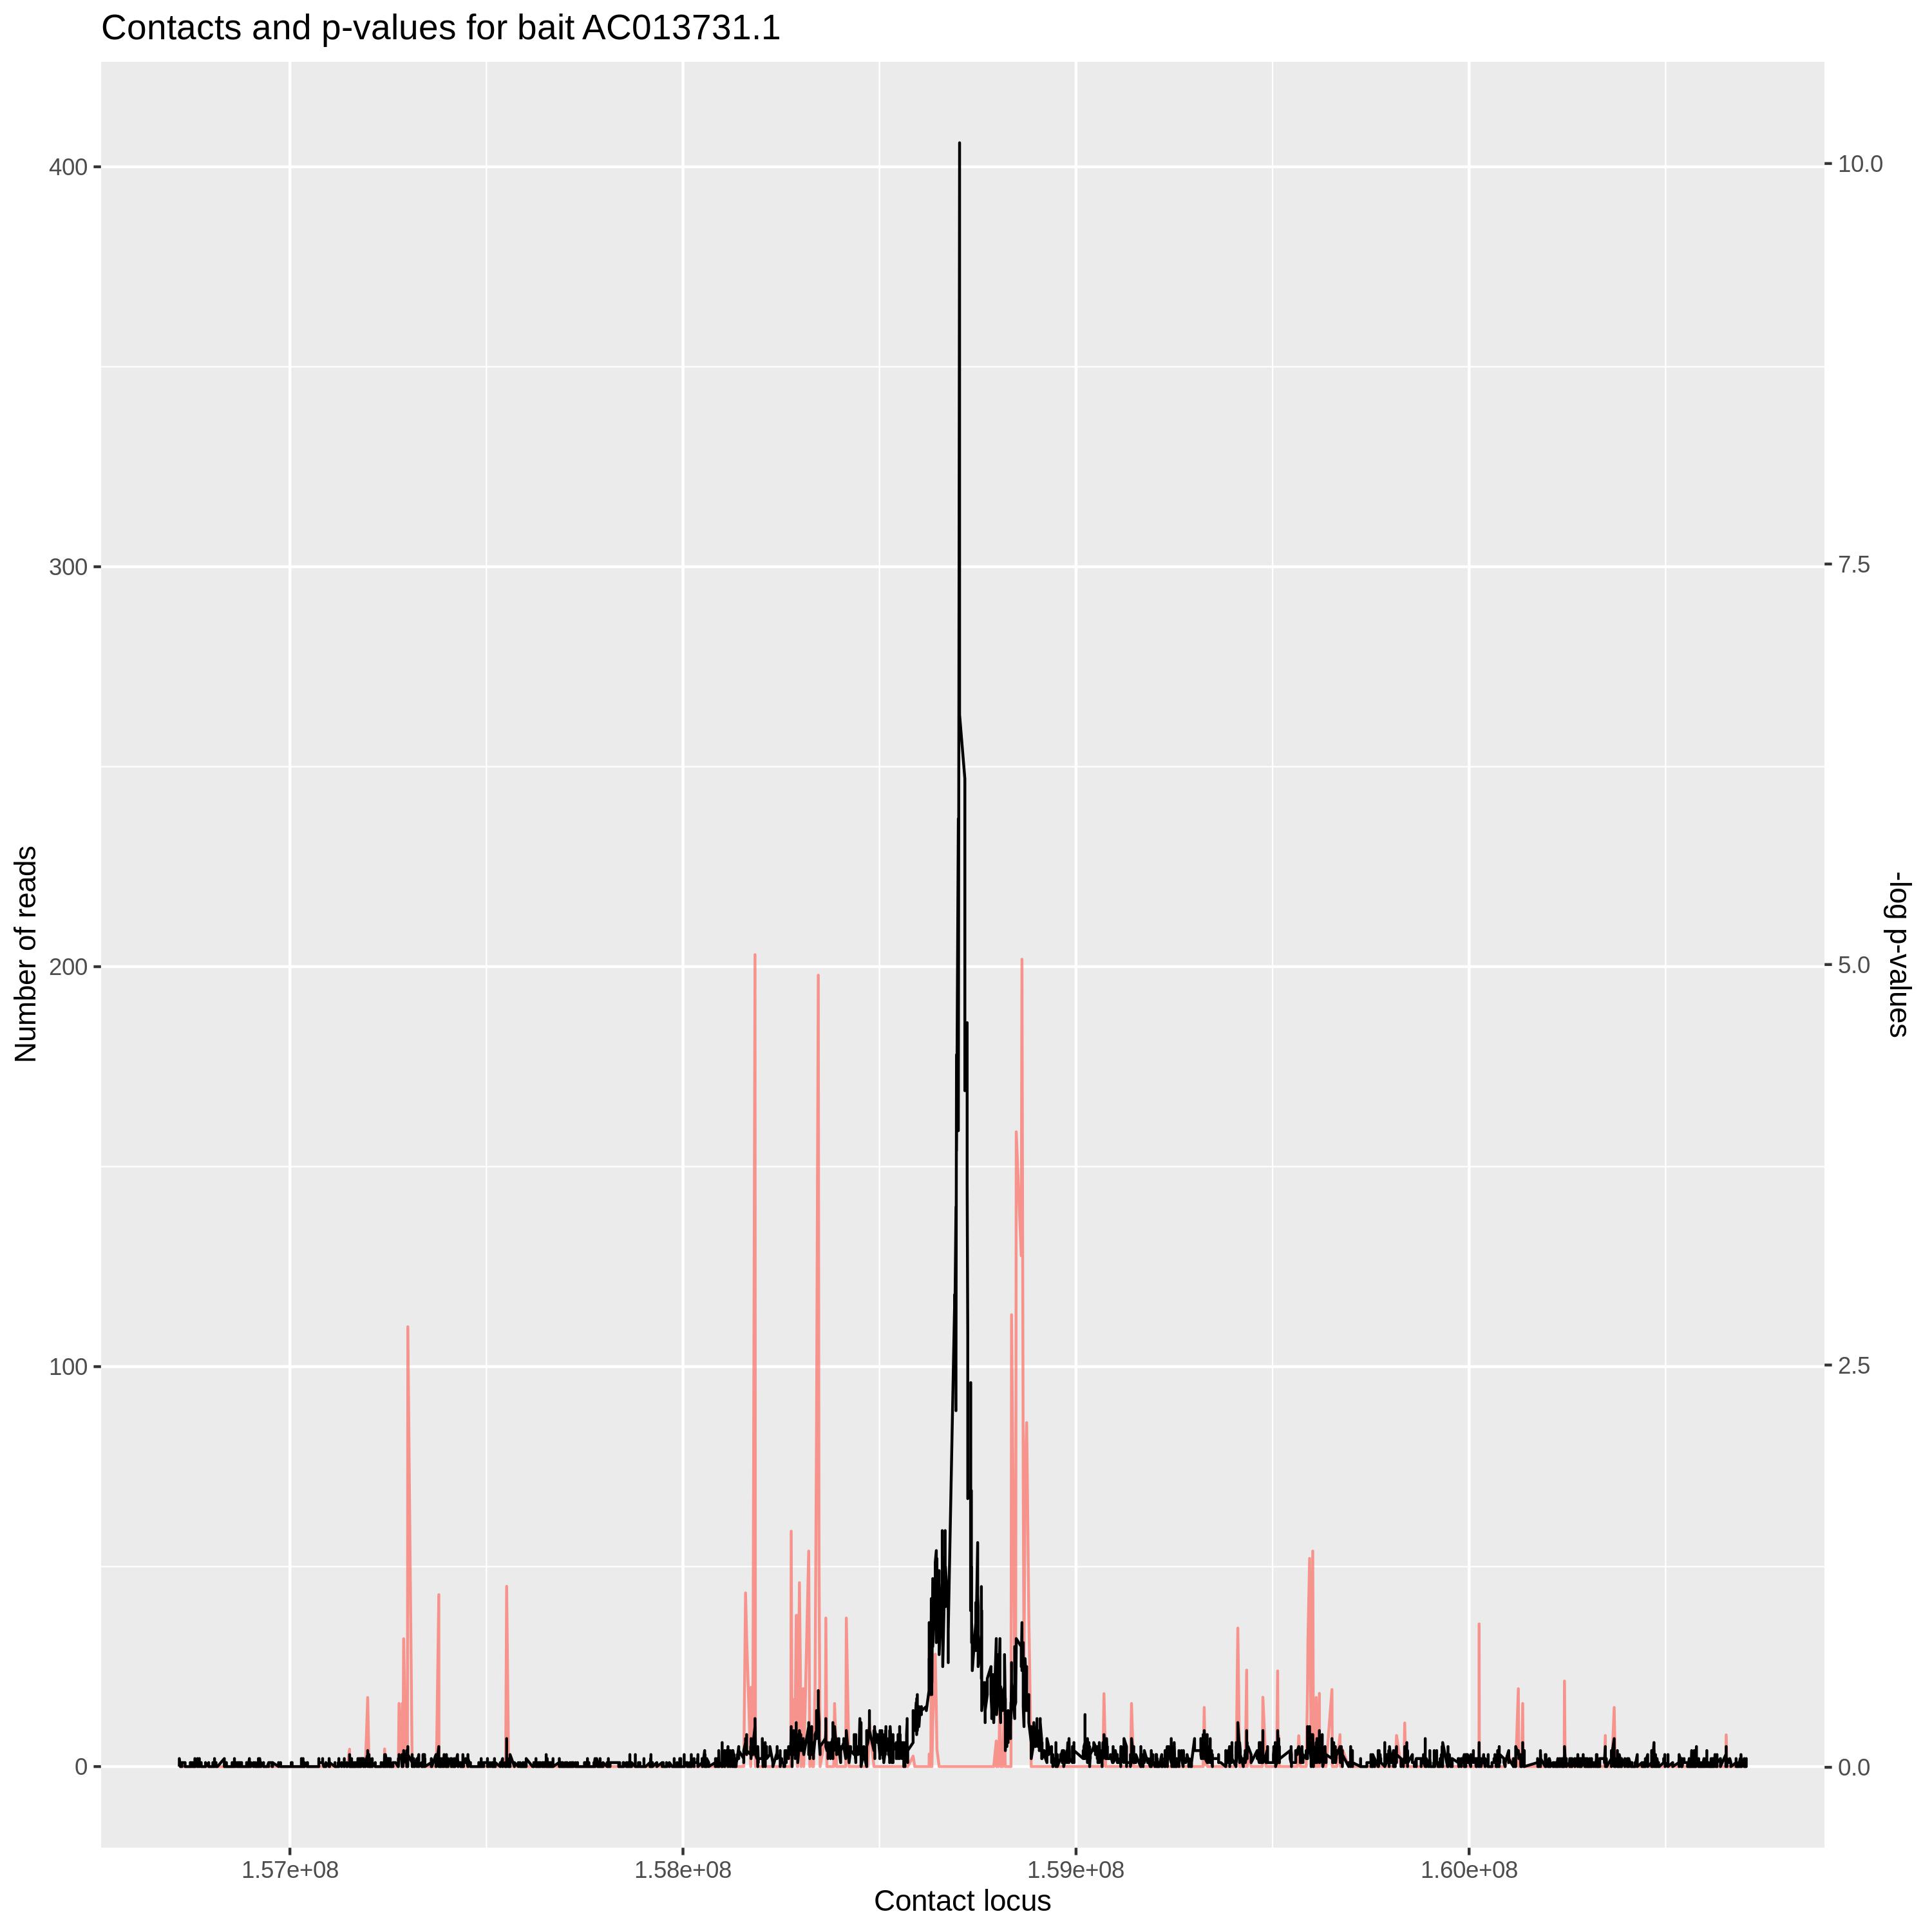 Contacts and p-values for bait AC013731.1
400
300
200
100
0
Number of reads
10.0
7.5
5.0
2.5
0.0
-log p-values
1.57e+08
1.58e+08
1.59e+08
1.60e+08
Contact locus